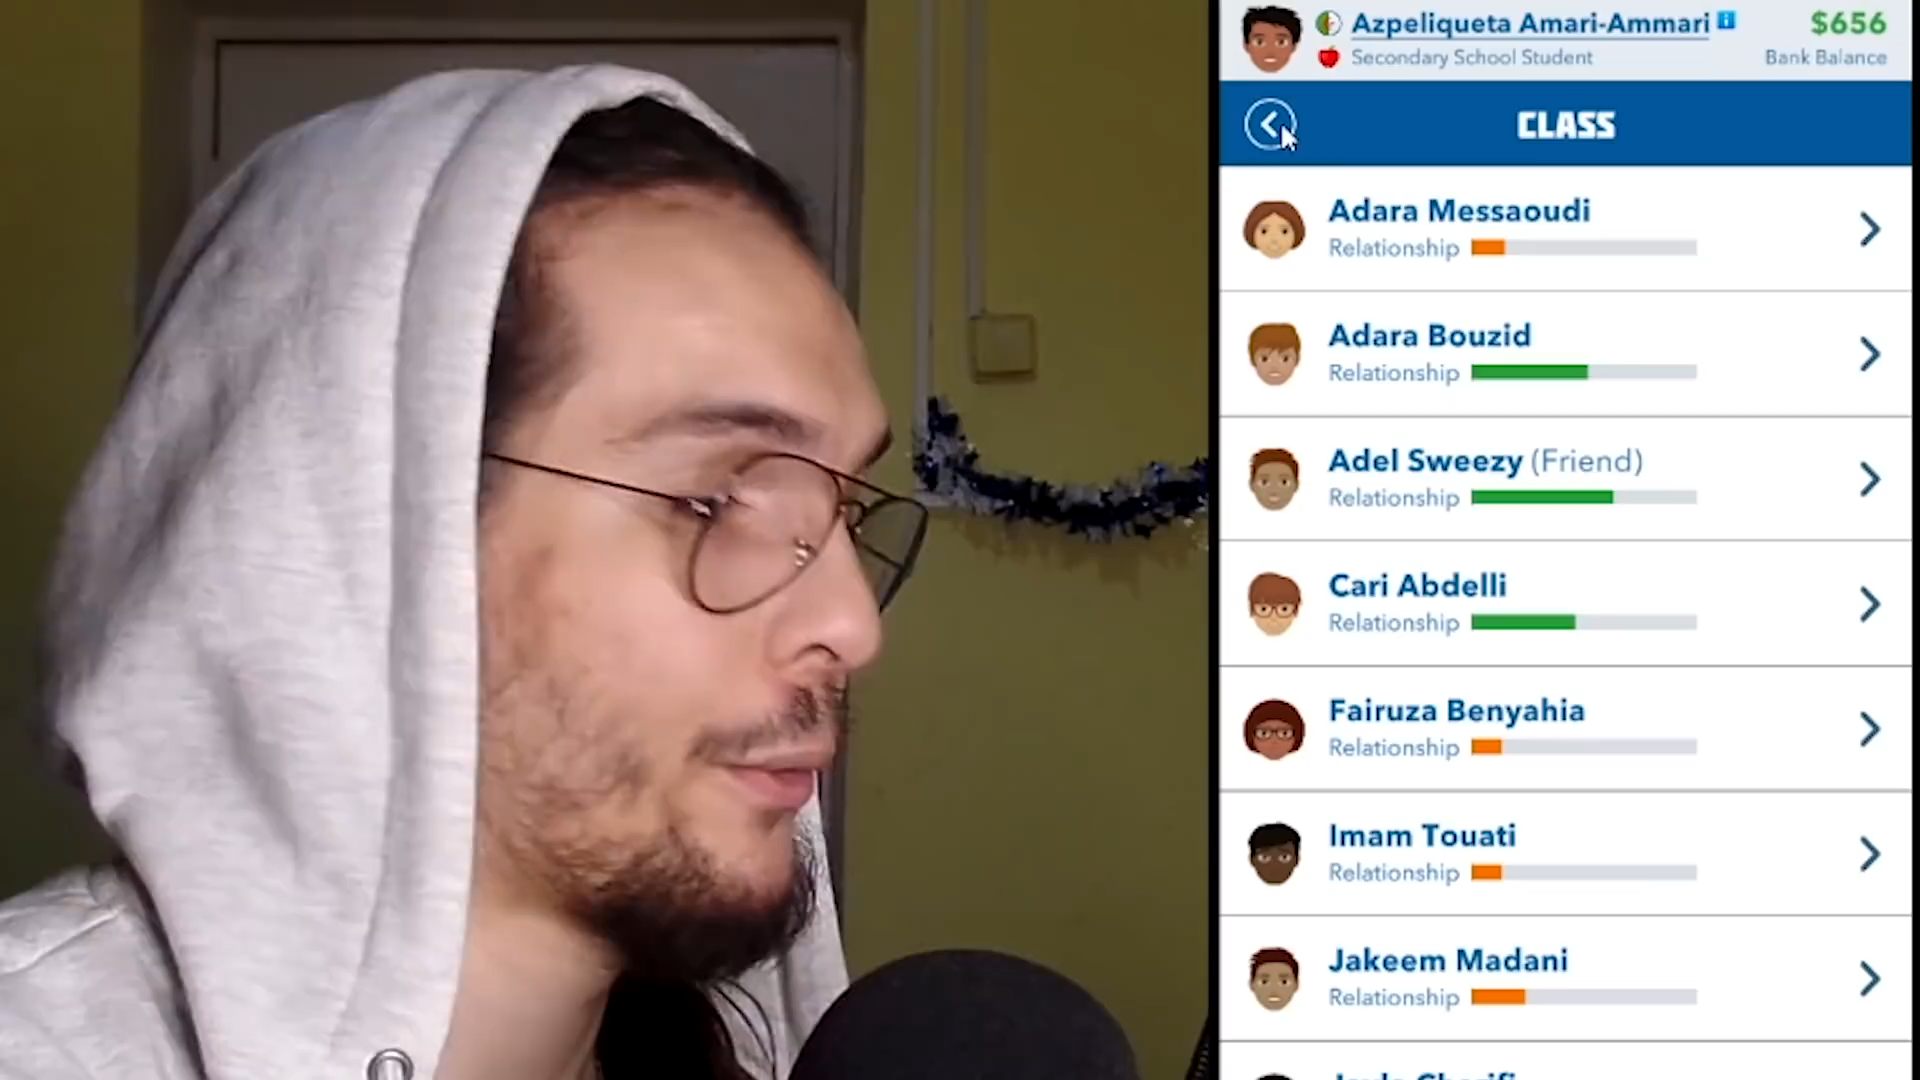 Azpeliqueta Amari-Ammari i
$656
Secondary School Student
Bank Balance
CLASS
Adara Messaoudi
Relationship
Adara Bouzid
Relationship
Adel Sweezy (Friend)
Relationship
Cari Abdelli
Relationship
Fairuza Benyahia
Relationship
Imam Touati
Relationship
Jakeem Madani
Relationship